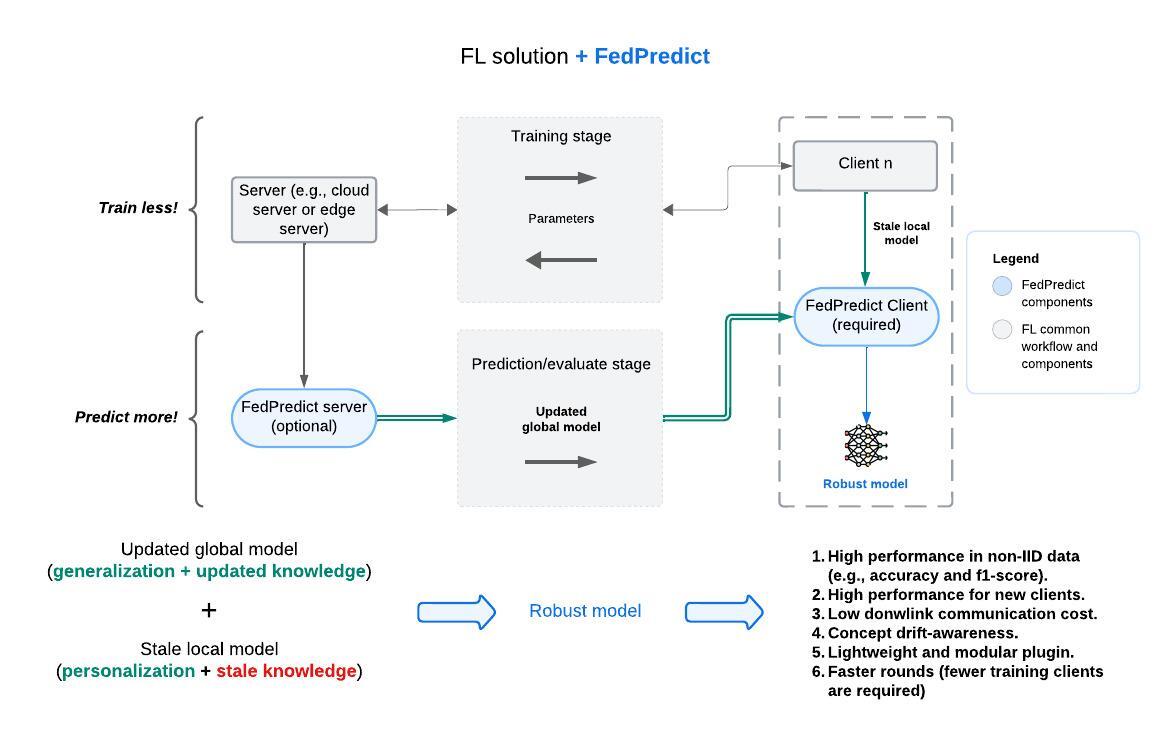 FL solution + FedPredict
Training stage
Client n
Server (e.g., cloud
server or edge
server)
Train less!
Parameters
Stale local
model
Legend
FedPredict
components
FL common
workflow and
components
FedPredict Client
(required)
Prediction/evaluate stage
Predict more!
FedPredict server
(optional)
Updated
global model
Robust model
Updated global model
(generalization + updated knowledge)
+
Stale local model
(personalization + stale knowledge)
Robust model
1. High performance in non-IID data
(e.g., accuracy and f1-score).
2. High performance for new clients.
3. Low donwlink communication cost.
4. Concept drift-awareness.
5. Lightweight and modular plugin.
6. Faster rounds (fewer training clients
are required)